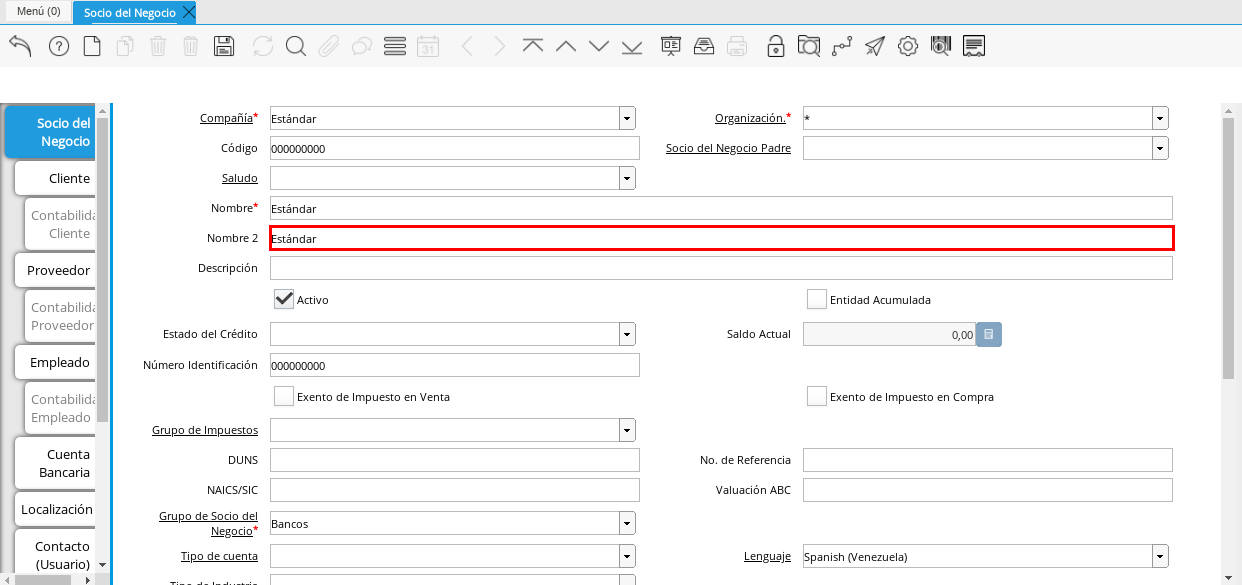 Menú (0)
Socio del Negocio
31
Socio del
Negocio
Cliente
Contabilida
Cliente
Proveedor
Contabilida
Proveedor
Empleado
Contabilida
Empleado
Cuenta
Bancaria
Localización
Contacto
(Usuario)
Compañía* Estándar Organización.* *
Código 000000000 Socio del Negocio Padre
Saludo
Nombre* Estándar
Nombre 2 Estándar
Descripción
Activo Entidad Acumulada
Estado del Crédito Saldo Actual 0,00
Número Identificación 000000000
Exento de Impuesto en Venta Exento de Impuesto en Compra
Grupo de Impuestos
DUNS No. de Referencia
NAICS/SIC Valuación ABC
Grupo de Socio del
Negocio* Bancos
Tipo de cuenta Lenguaje Spanish (Venezuela)
Tipo de Industria